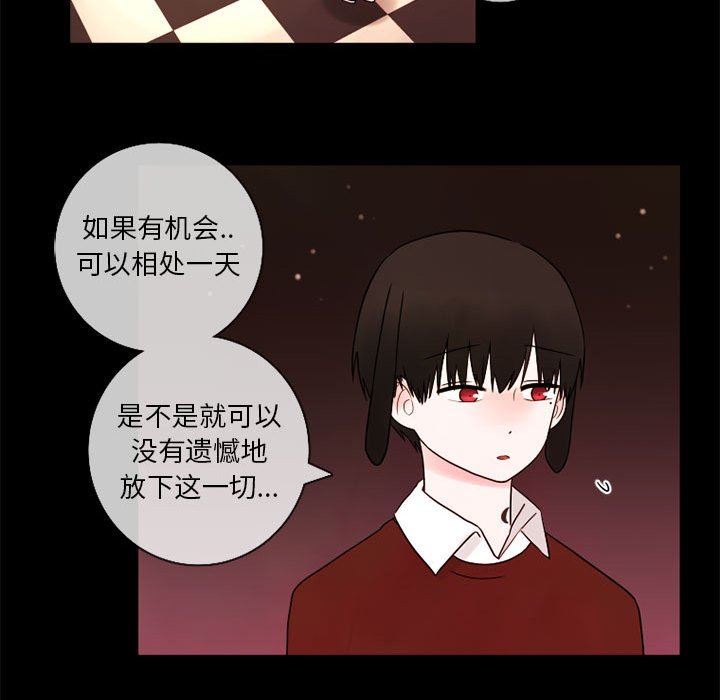 如果有机会..
可以相处一天
是不是就可以
没有遗憾地
放下这一切...